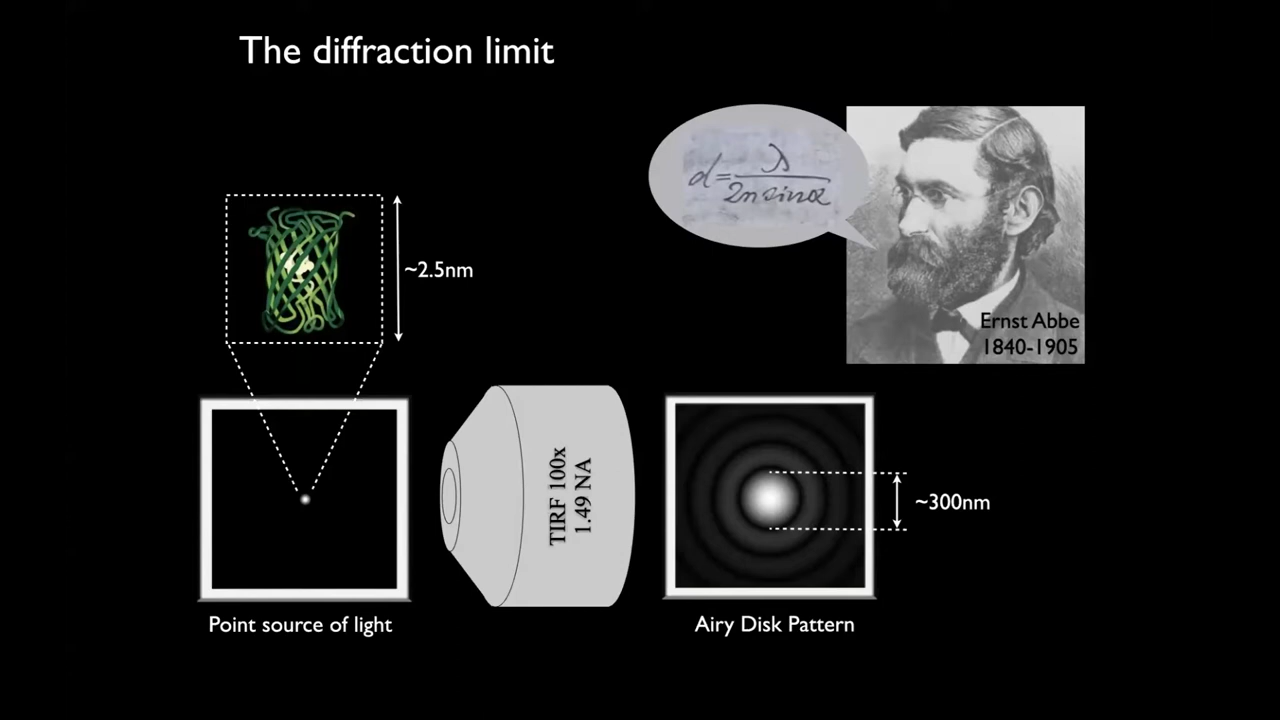 The diffraction limit
d=λ/2n sin α
Ernst Abbe
1840-1905
~2.5nm
TIRF 100x
1.49 NA
~300nm
Point source of light
Airy Disk Pattern